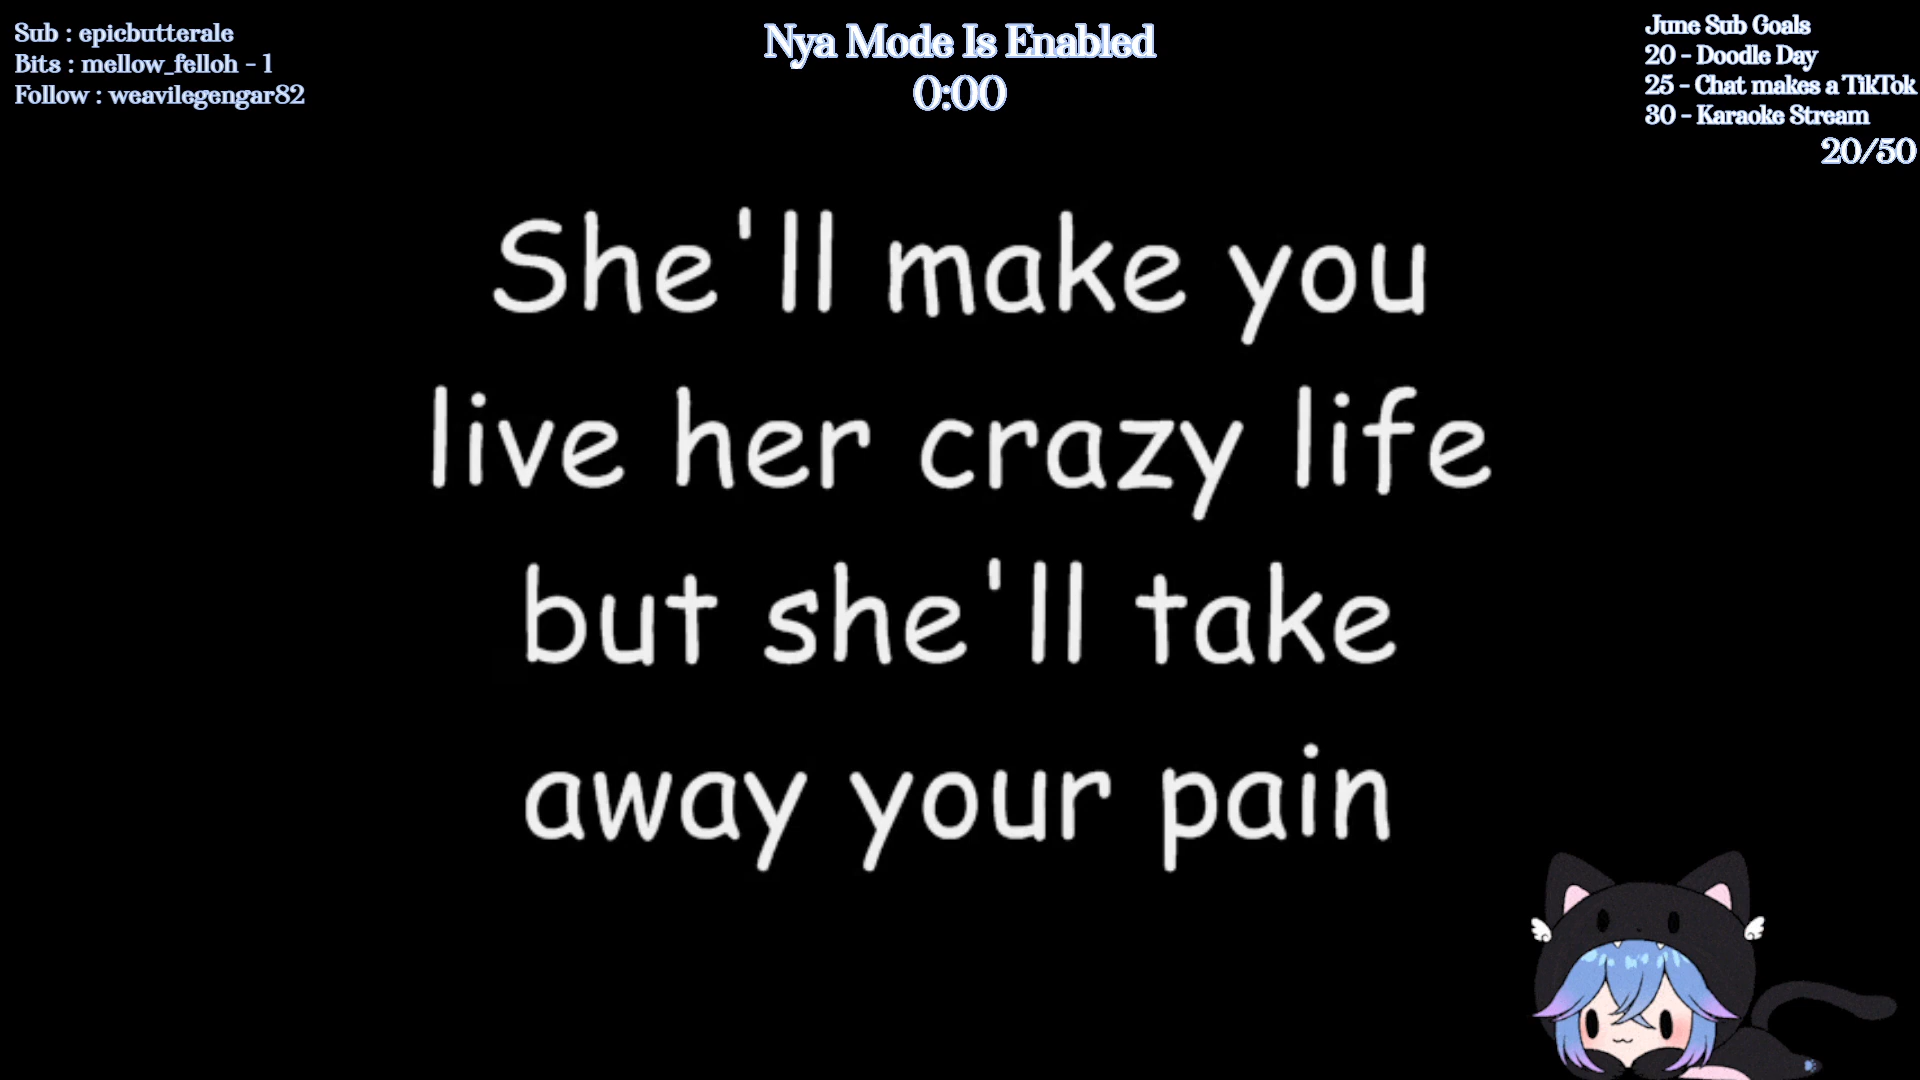 Sub : epicbutterale
Bits : mellow_felloh - 1
Follow : weavilegengar82
Nya Mode Is Enabled
0:00
June Sub Goals
20 - Doodle Day
25 - Chat makes a TikTok
30 - Karaoke Stream
20/50
She'll make you
live her crazy life
but she'll take
away your pain